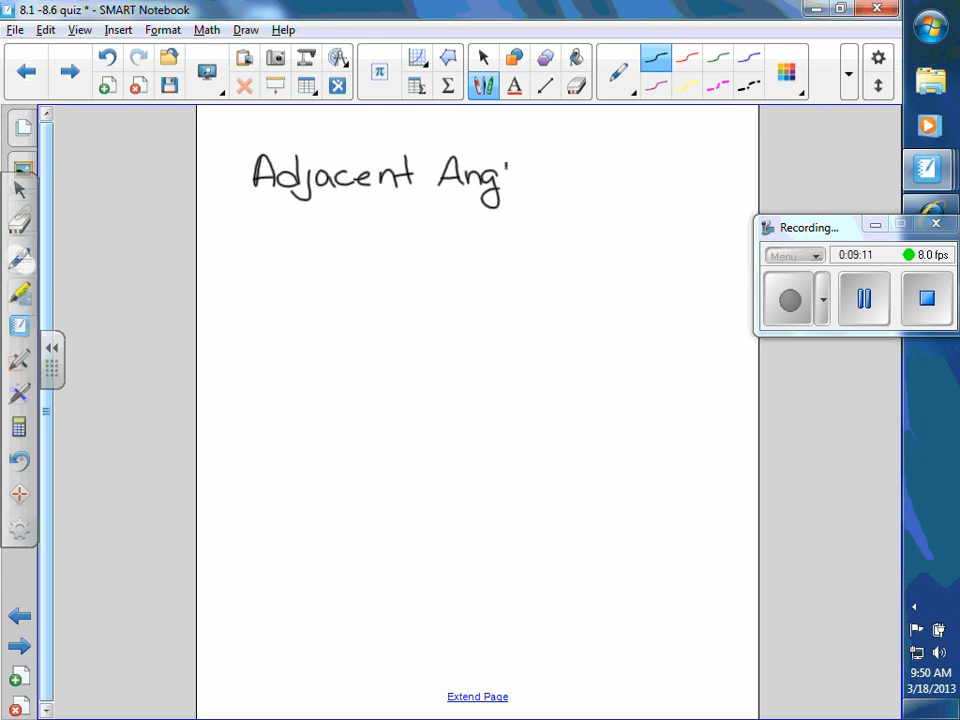 8.1 -8.6 quiz * - SMART Notebook
File Edit View Insert Format Math Draw Help
Adjacent Ang'
Recording...
Menu 0:09:11 8.0 fps
Extend Page
9:50 AM
3/18/2013